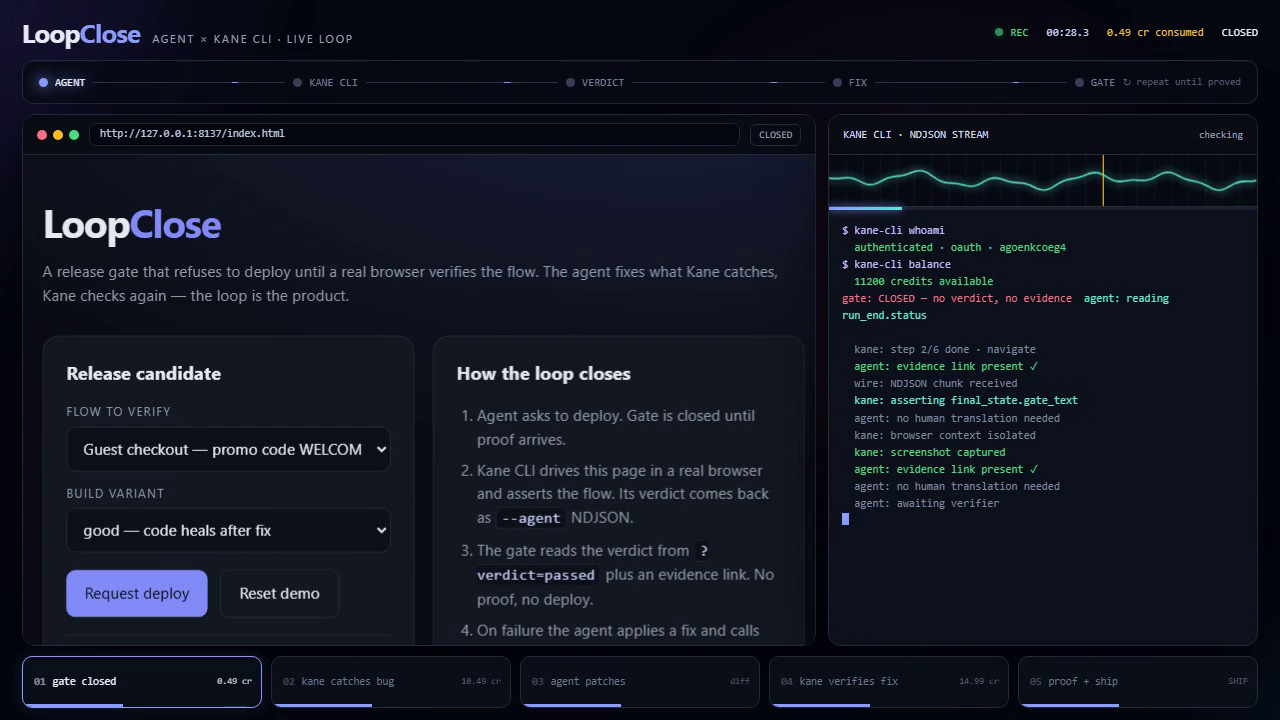 LoopClose AGENT × KANE CLI · LIVE LOOP
REC 00:28.3 0.49 cr consumed CLOSED
AGENT KANE CLI VERDICT FIX GATE ↻ repeat until proved
http://127.0.0.1:8137/index.html CLOSED
LoopClose
A release gate that refuses to deploy until a real browser verifies the flow. The agent fixes what Kane catches,
Kane checks again — the loop is the product.
Release candidate
FLOW TO VERIFY
Guest checkout — promo code WELCOM
BUILD VARIANT
good — code heals after fix
Request deploy Reset demo
How the loop closes
1. Agent asks to deploy. Gate is closed until
proof arrives.
2. Kane CLI drives this page in a real browser
and asserts the flow. Its verdict comes back
as --agent NDJSON.
3. The gate reads the verdict from ?
verdict=passed plus an evidence link. No
proof, no deploy.
4. On failure the agent applies a fix and calls
KANE CLI · NDJSON STREAM checking
$ kane-cli whoami
authenticated · oauth · agoenkcoeg4
$ kane-cli balance
11200 credits available
gate: CLOSED — no verdict, no evidence agent: reading
run_end.status
kane: step 2/6 done · navigate
agent: evidence link present ✓
wire: NDJSON chunk received
kane: asserting final_state.gate_text
agent: no human translation needed
kane: browser context isolated
kane: screenshot captured
agent: evidence link present ✓
agent: no human translation needed
agent: awaiting verifier
01 gate closed 0.49 cr
02 kane catches bug 10.49 cr
03 agent patches diff
04 kane verifies fix 14.99 cr
05 proof + ship SHIP